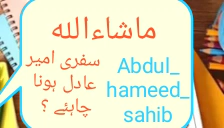 ماشاءالله
سفری امیر
عادل ہونا
چاہئے ؟
Abdul_
hameed_
sahib